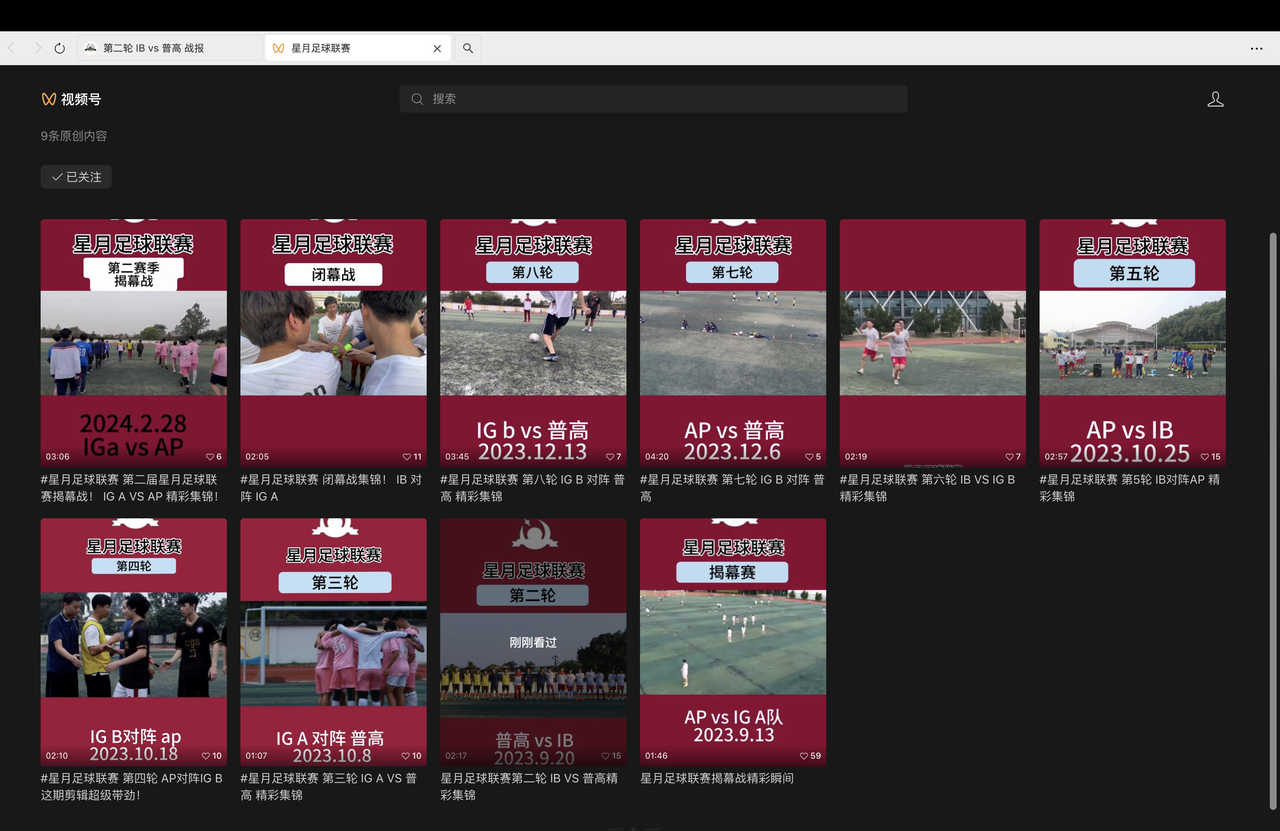 第二轮 IB vs 普高 战报
星月足球联赛
视频号
搜索
9条原创内容
已关注
星月足球联赛
第二赛季
揭幕战
2024.2.28
IGa vs AP
03:06
6
#星月足球联赛 第二届星月足球联
赛揭幕战！ IG A VS AP 精彩集锦！
星月足球联赛
闭幕战
02:05
11
#星月足球联赛 闭幕战集锦！ IB 对
阵 IG A
星月足球联赛
第八轮
IG b vs 普高
2023.12.13
03:45
7
#星月足球联赛 第八轮 IG B 对阵 普
高 精彩集锦
星月足球联赛
第七轮
AP vs 普高
2023.12.6
04:20
5
#星月足球联赛 第七轮 IG B 对阵 普
高
02:19
7
#星月足球联赛 第六轮 IB VS IG B
精彩集锦
星月足球联赛
第五轮
AP vs IB
2023.10.25
02:57
15
#星月足球联赛 第5轮 IB对阵AP 精
彩集锦
星月足球联赛
第四轮
IG B对阵 ap
2023.10.18
02:10
10
#星月足球联赛 第四轮 AP对阵IG B
这期剪辑超级带劲！
星月足球联赛
第三轮
IG A 对阵 普高
2023.10.8
01:07
10
#星月足球联赛 第三轮 IG A VS 普
高 精彩集锦
星月足球联赛
第二轮
刚刚看过
普高 vs IB
2023.9.20
02:17
15
星月足球联赛第二轮 IB VS 普高精
彩集锦
星月足球联赛
揭幕赛
AP vs IG A队
2023.9.13
01:46
59
星月足球联赛揭幕战精彩瞬间